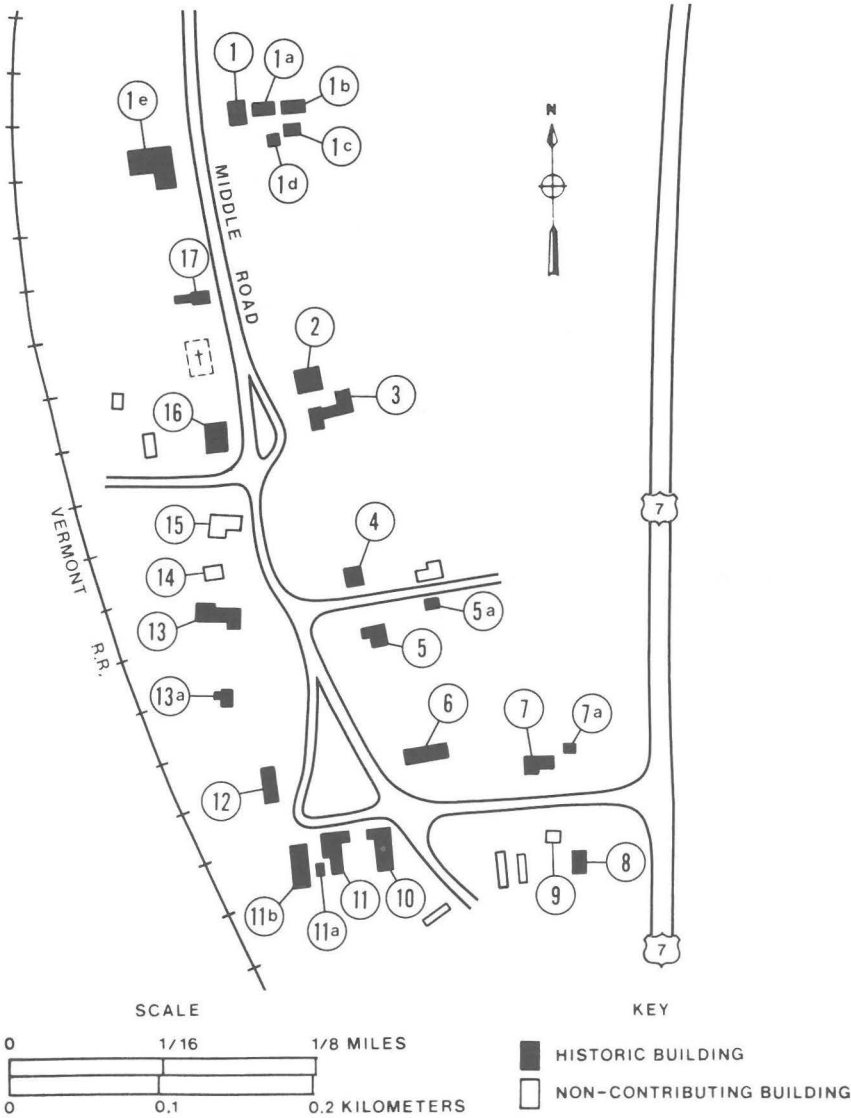 1
1a
1b
1e
1c
1d
N
MIDDLE ROAD
17
2
3
16
7
15
4
14
5a
13
5
VERMONT R.R.
13a
6
7
7a
12
8
9
11b
11a
11
10
7
SCALE
KEY
0 1/16 1/8 MILES
0 0.1 0.2 KILOMETERS
HISTORIC BUILDING
NON-CONTRIBUTING BUILDING